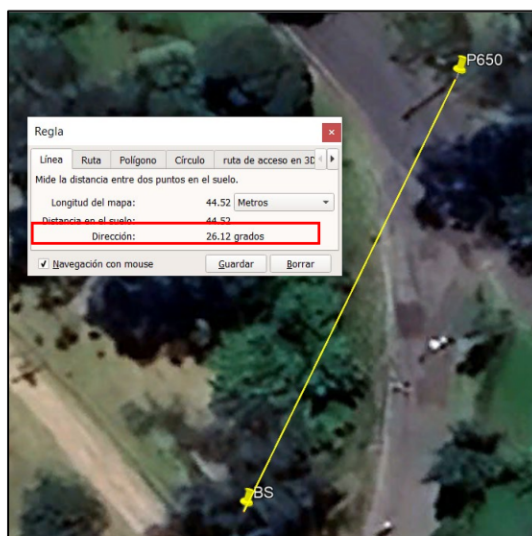 P650
Regla
Línea Ruta Polígono Círculo ruta de acceso en 3D
Mide la distancia entre dos puntos en el suelo.
Longitud del mapa: 44.52 Metros
Distancia en el suelo: 44.52
Dirección: 26.12 grados
Navegación con mouse Guardar Borrar
BS